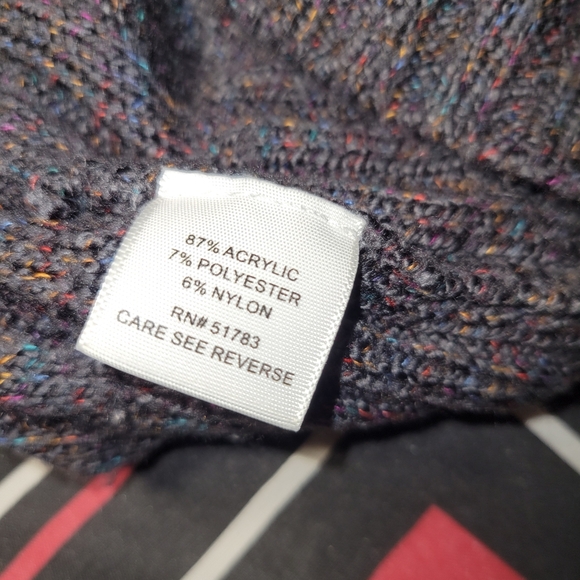 87% ACRYLIC
7% POLYESTER
6% NYLON
RN# 51783
CARE SEE REVERSE